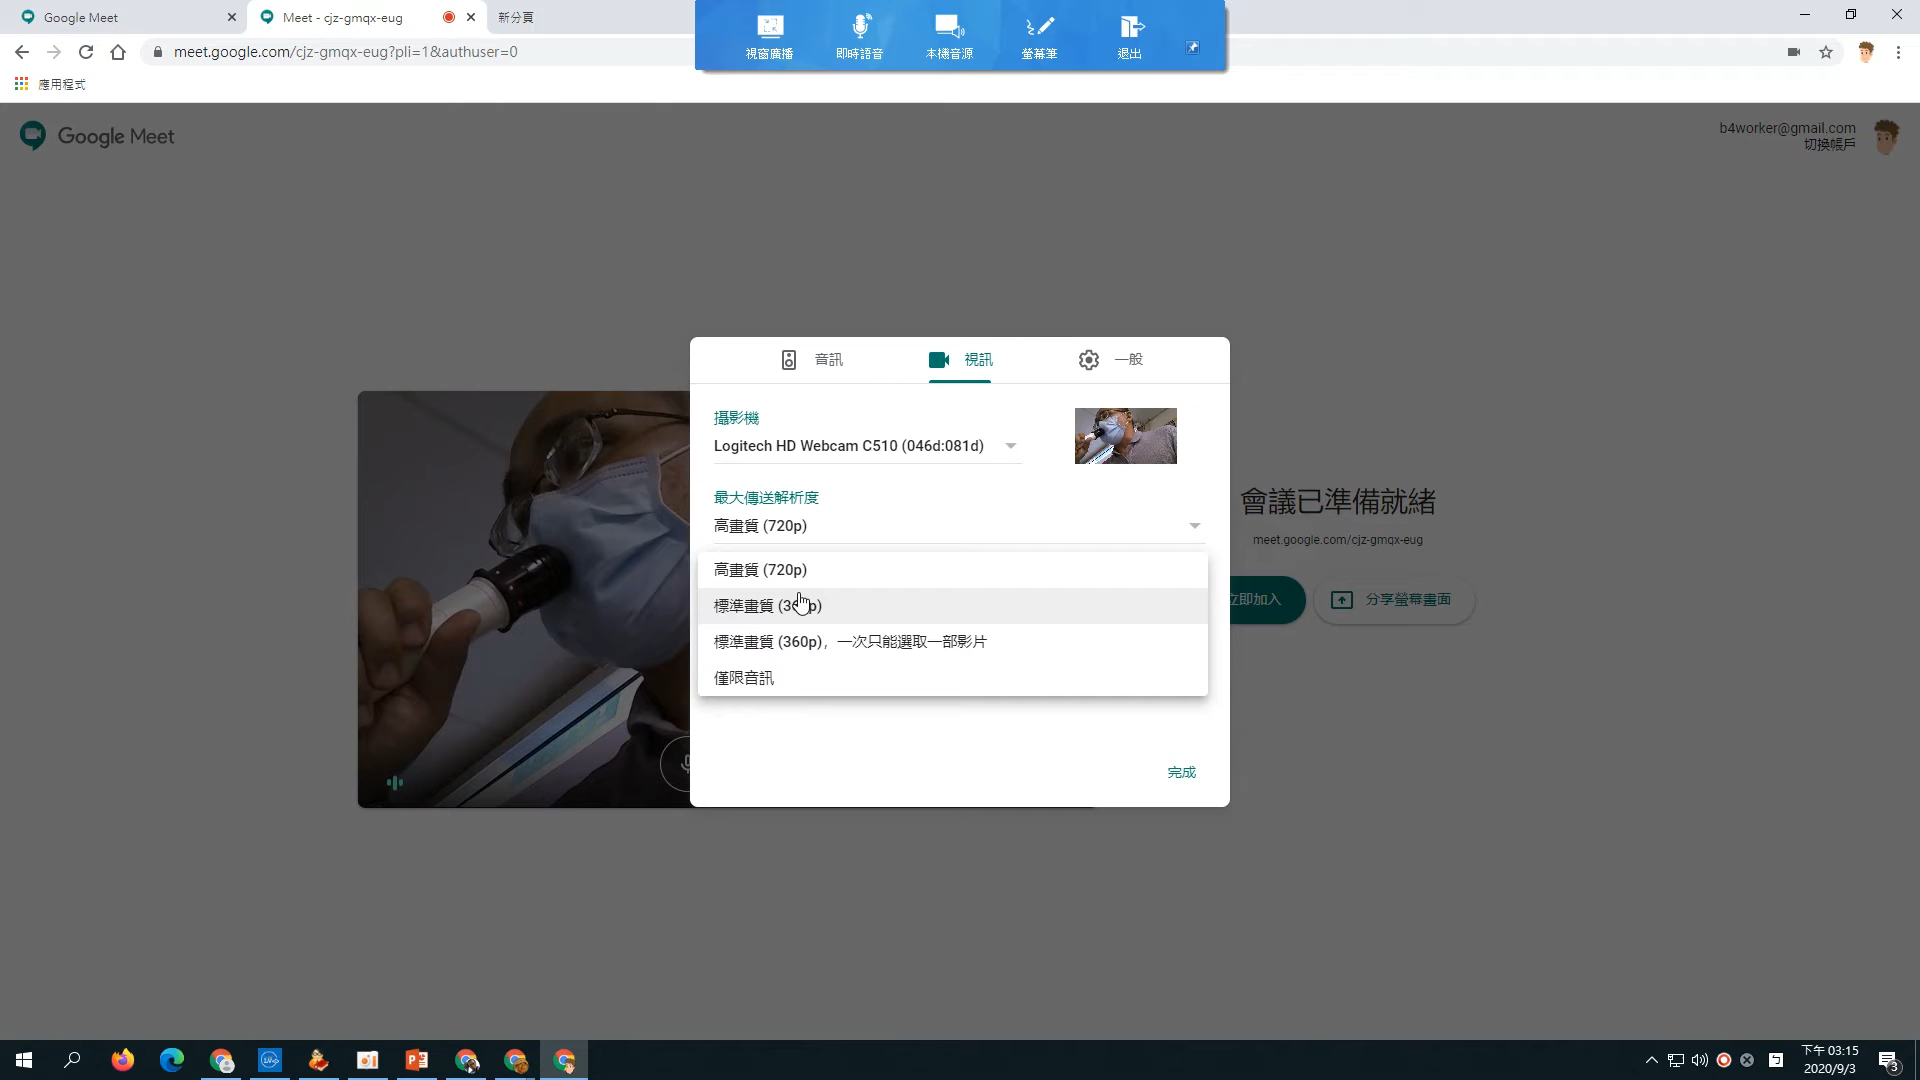 Google Meet
Meet - cjz-gmqx-eug
新分頁
視窗廣播
即時語音
本機音源
螢幕筆
退出
meet.google.com/cjz-gmqx-eug?pli=1&authuser=0
應用程式
Google Meet
b4worker@gmail.com
切換帳戶
音訊
視訊
一般
攝影機
Logitech HD Webcam C510 (046d:081d)
最大傳送解析度
高畫質 (720p)
高畫質 (720p)
標準畫質 (360p)
標準畫質 (360p)，一次只能選取一部影片
僅限音訊
完成
會議已準備就緒
meet.google.com/cjz-gmqx-eug
立即加入
分享螢幕畫面
下午 03:15
2020/9/3
3